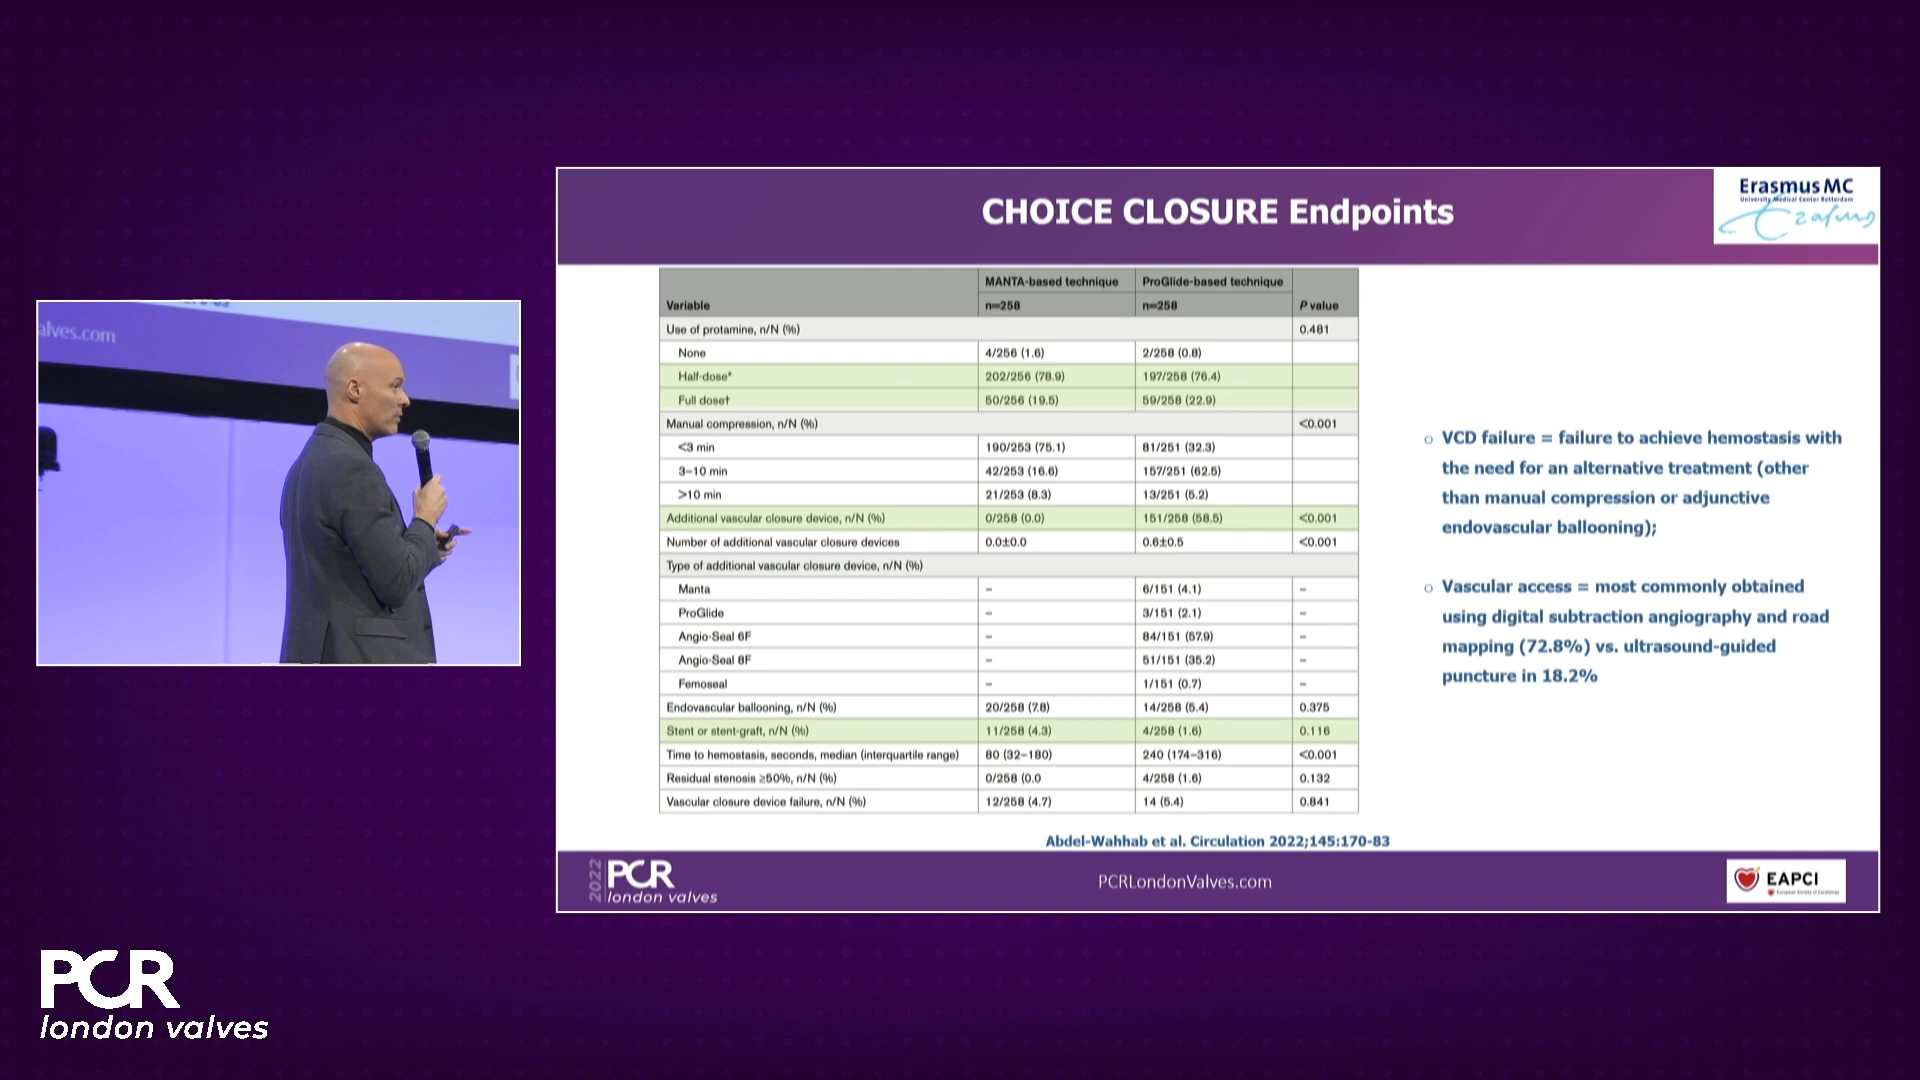 alves.com
CHOICE CLOSURE Endpoints
Erasmus MC
University Medical Center Rotterdam
Erasmus
Variable
MANTA-based technique
n=258
ProGlide-based technique
n=258
P value
Use of protamine, n/N (%) 0.481
None 4/256 (1.6) 2/258 (0.8)
Half-dose* 202/256 (78.9) 197/258 (76.4)
Full dose† 50/256 (19.5) 59/258 (22.9)
Manual compression, n/N (%) <0.001
<3 min 190/253 (75.1) 81/251 (32.3)
3–10 min 42/253 (16.6) 157/251 (62.5)
>10 min 21/253 (8.3) 13/251 (5.2)
Additional vascular closure device, n/N (%) 0/258 (0.0) 151/258 (58.5) <0.001
Number of additional vascular closure devices 0.0±0.0 0.6±0.5 <0.001
Type of additional vascular closure device, n/N (%)
Manta – 6/151 (4.1) –
ProGlide – 3/151 (2.1) –
Angio-Seal 6F – 84/151 (57.9) –
Angio-Seal 8F – 51/151 (35.2) –
Femoseal – 1/151 (0.7) –
Endovascular ballooning, n/N (%) 20/258 (7.8) 14/258 (5.4) 0.375
Stent or stent-graft, n/N (%) 11/258 (4.3) 4/258 (1.6) 0.116
Time to hemostasis, seconds, median (interquartile range) 80 (32–180) 240 (174–316) <0.001
Residual stenosis ≥50%, n/N (%) 0/258 (0.0 4/258 (1.6) 0.132
Vascular closure device failure, n/N (%) 12/258 (4.7) 14 (5.4) 0.841
○ VCD failure = failure to achieve hemostasis with
the need for an alternative treatment (other
than manual compression or adjunctive
endovascular ballooning);
○ Vascular access = most commonly obtained
using digital subtraction angiography and road
mapping (72.8%) vs. ultrasound-guided
puncture in 18.2%
Abdel-Wahhab et al. Circulation 2022;145:170-83
2022
PCR
london valves
PCRLondonValves.com
EAPCI
European Society of Cardiology
PCR
london valves